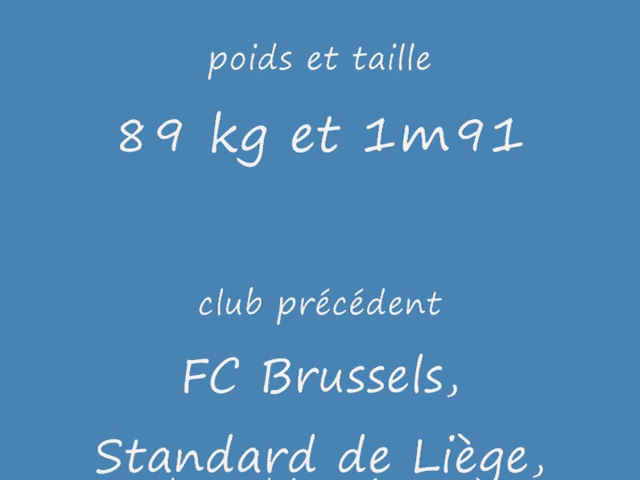 poids et taille
89 kg et 1m91
club précédent
FC Brussels,
Standard de Liège,